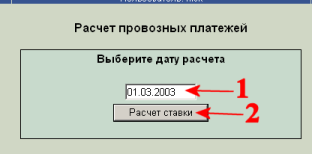 Расчет провозных платежей
Выберите дату расчета
01.03.2003 1
Расчет ставки 2